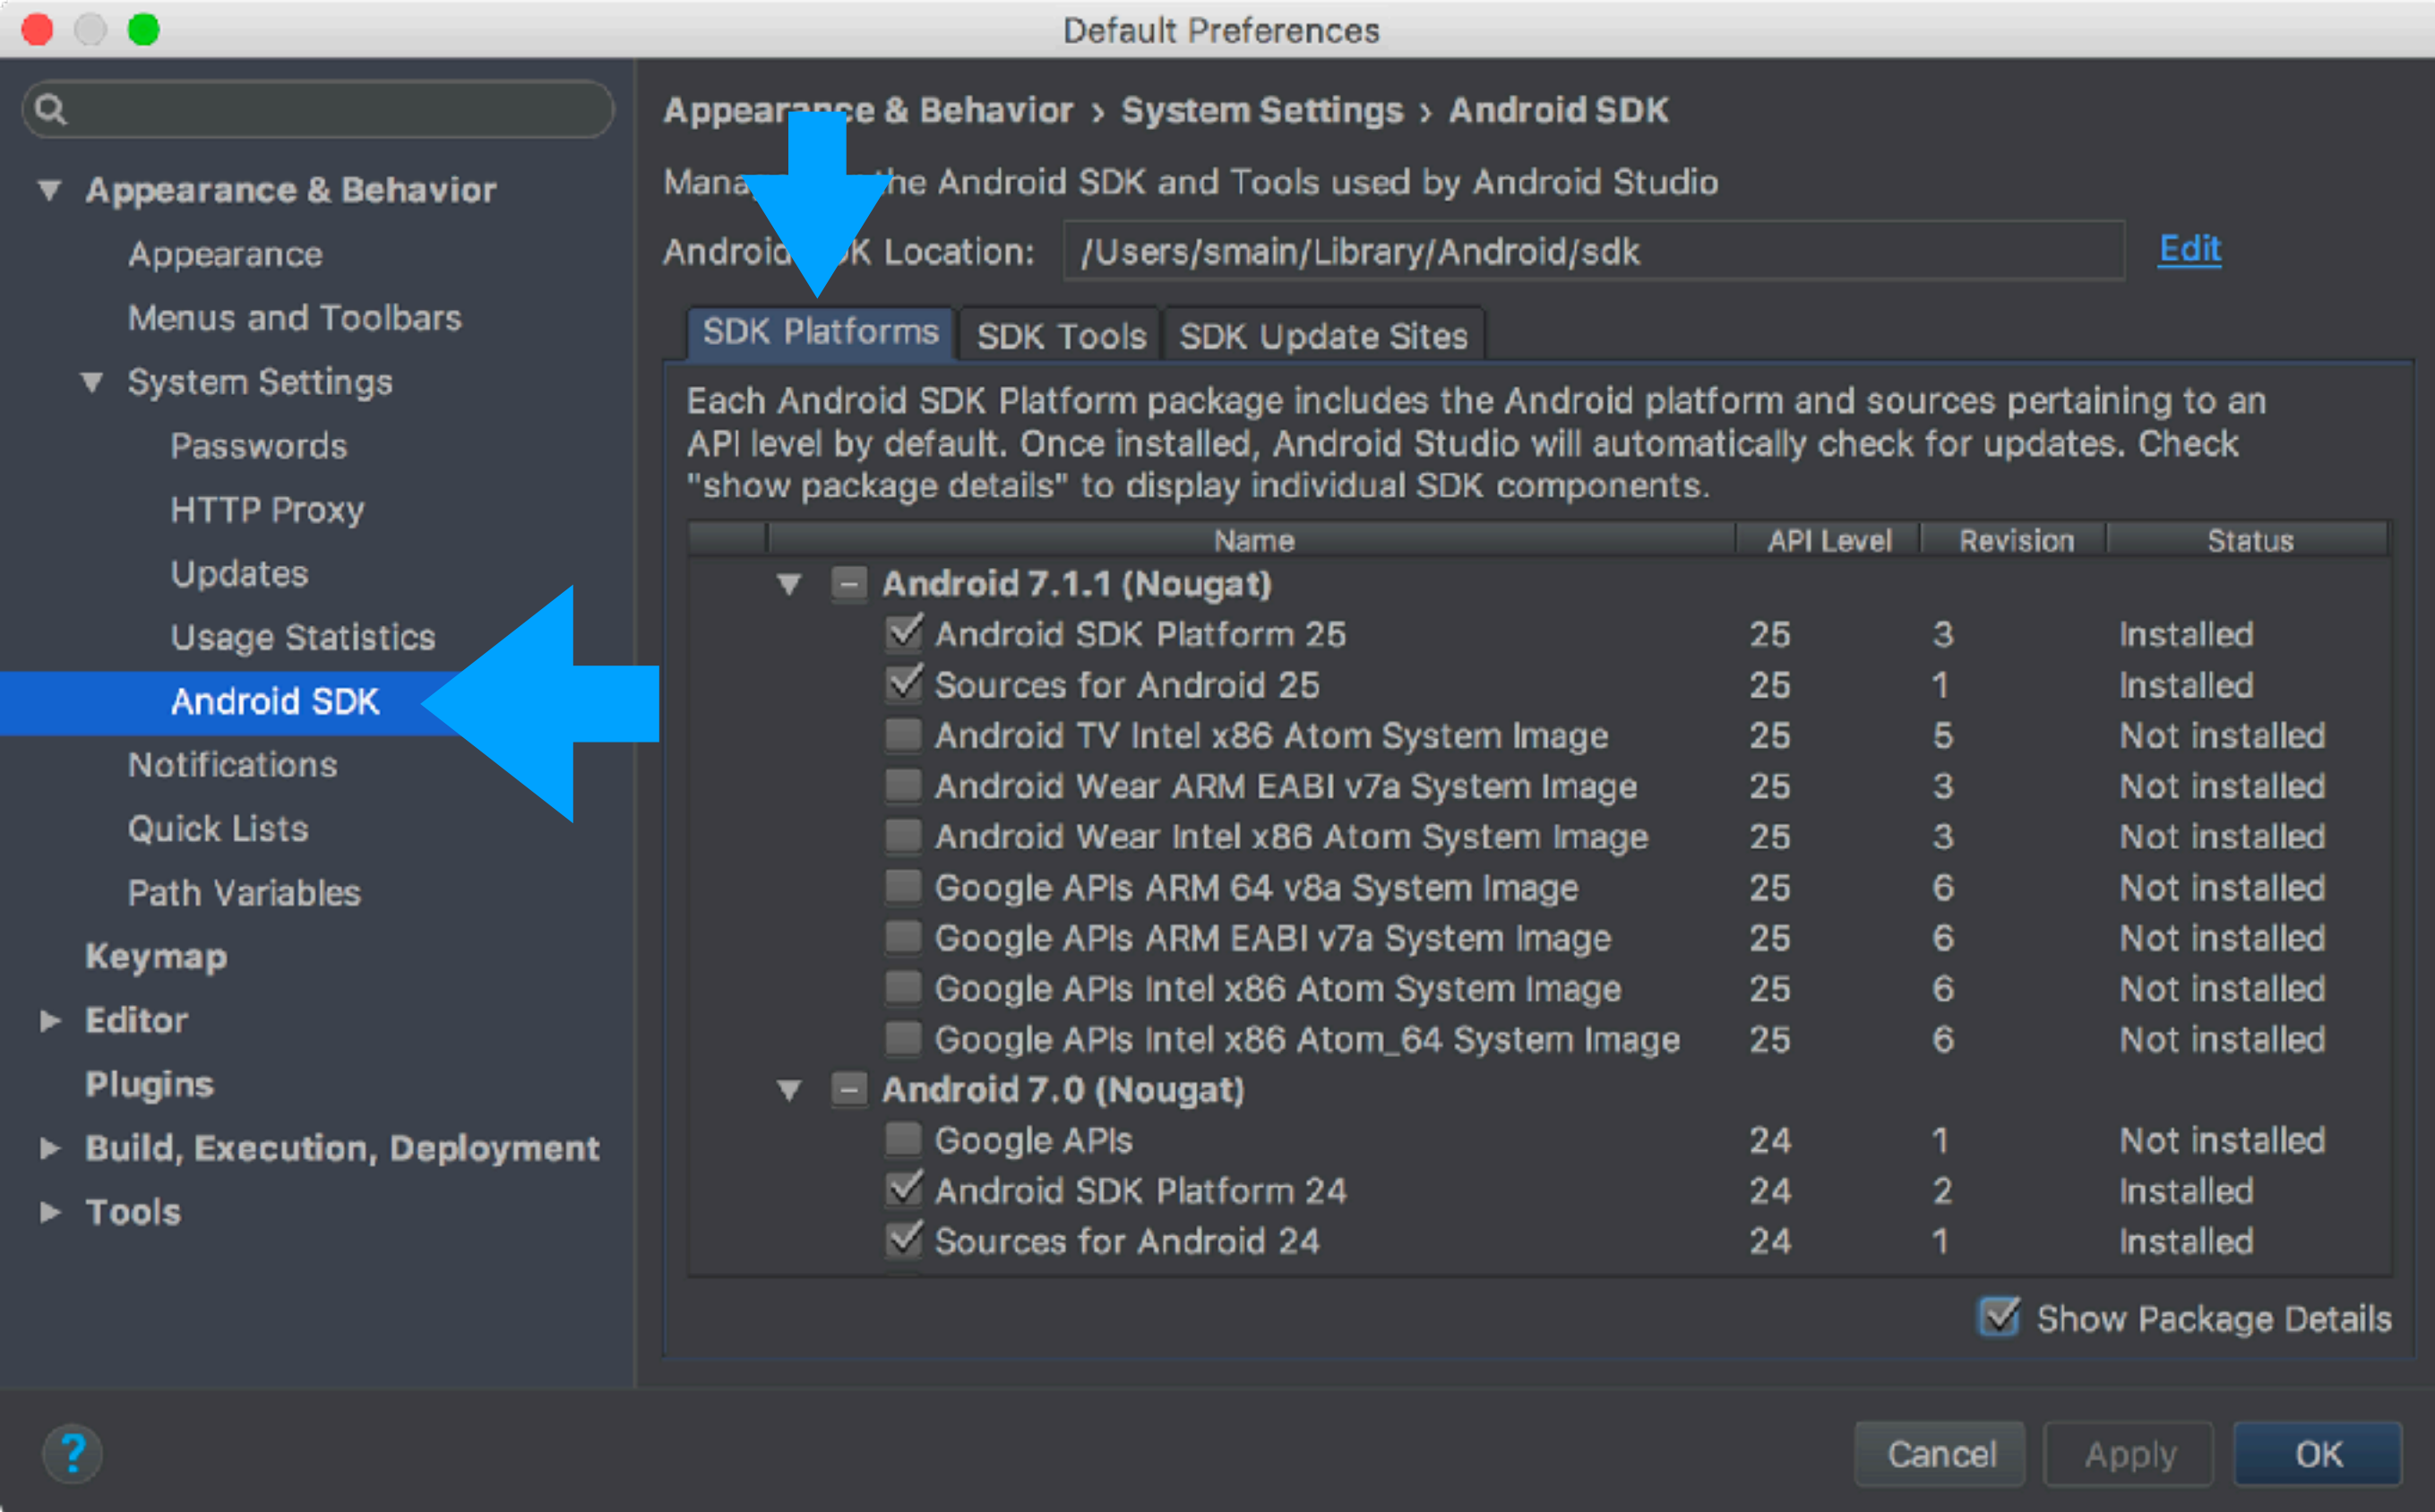 Default Preferences
Appearance & Behavior
Appearance
Menus and Toolbars
System Settings
Passwords
HTTP Proxy
Updates
Usage Statistics
Android SDK
Notifications
Quick Lists
Path Variables
Keymap
Editor
Plugins
Build, Execution, Deployment
Tools
& Behavior › System Settings › Android SDK
the Android SDK and Tools used by Android Studio
Android Location: /Users/smain/Library/Android/sdk Edit
SDK Platforms SDK Tools SDK Update Sites
Each Android SDK Platform package includes the Android platform and sources pertaining to an
API level by default. Once installed, Android Studio will automatically check for updates. Check
"show package details" to display individual SDK components.
Name API Level Revision Status
Android 7.1.1 (Nougat)
Android SDK Platform 25 25 3 Installed
Sources for Android 25 25 1 Installed
Android TV Intel x86 Atom System Image 25 5 Not installed
Android Wear ARM EABI v7a System Image 25 3 Not installed
Android Wear Intel x86 Atom System Image 25 3 Not installed
Google APIs ARM 64 v8a System Image 25 6 Not installed
Google APIs ARM EABI v7a System Image 25 6 Not installed
Google APIs Intel x86 Atom System Image 25 6 Not installed
Google APIs Intel x86 Atom_64 System Image 25 6 Not installed
Android 7.0 (Nougat)
Google APIs 24 1 Not installed
Android SDK Platform 24 24 2 Installed
Sources for Android 24 24 1 Installed
Show Package Details
? Cancel Apply OK